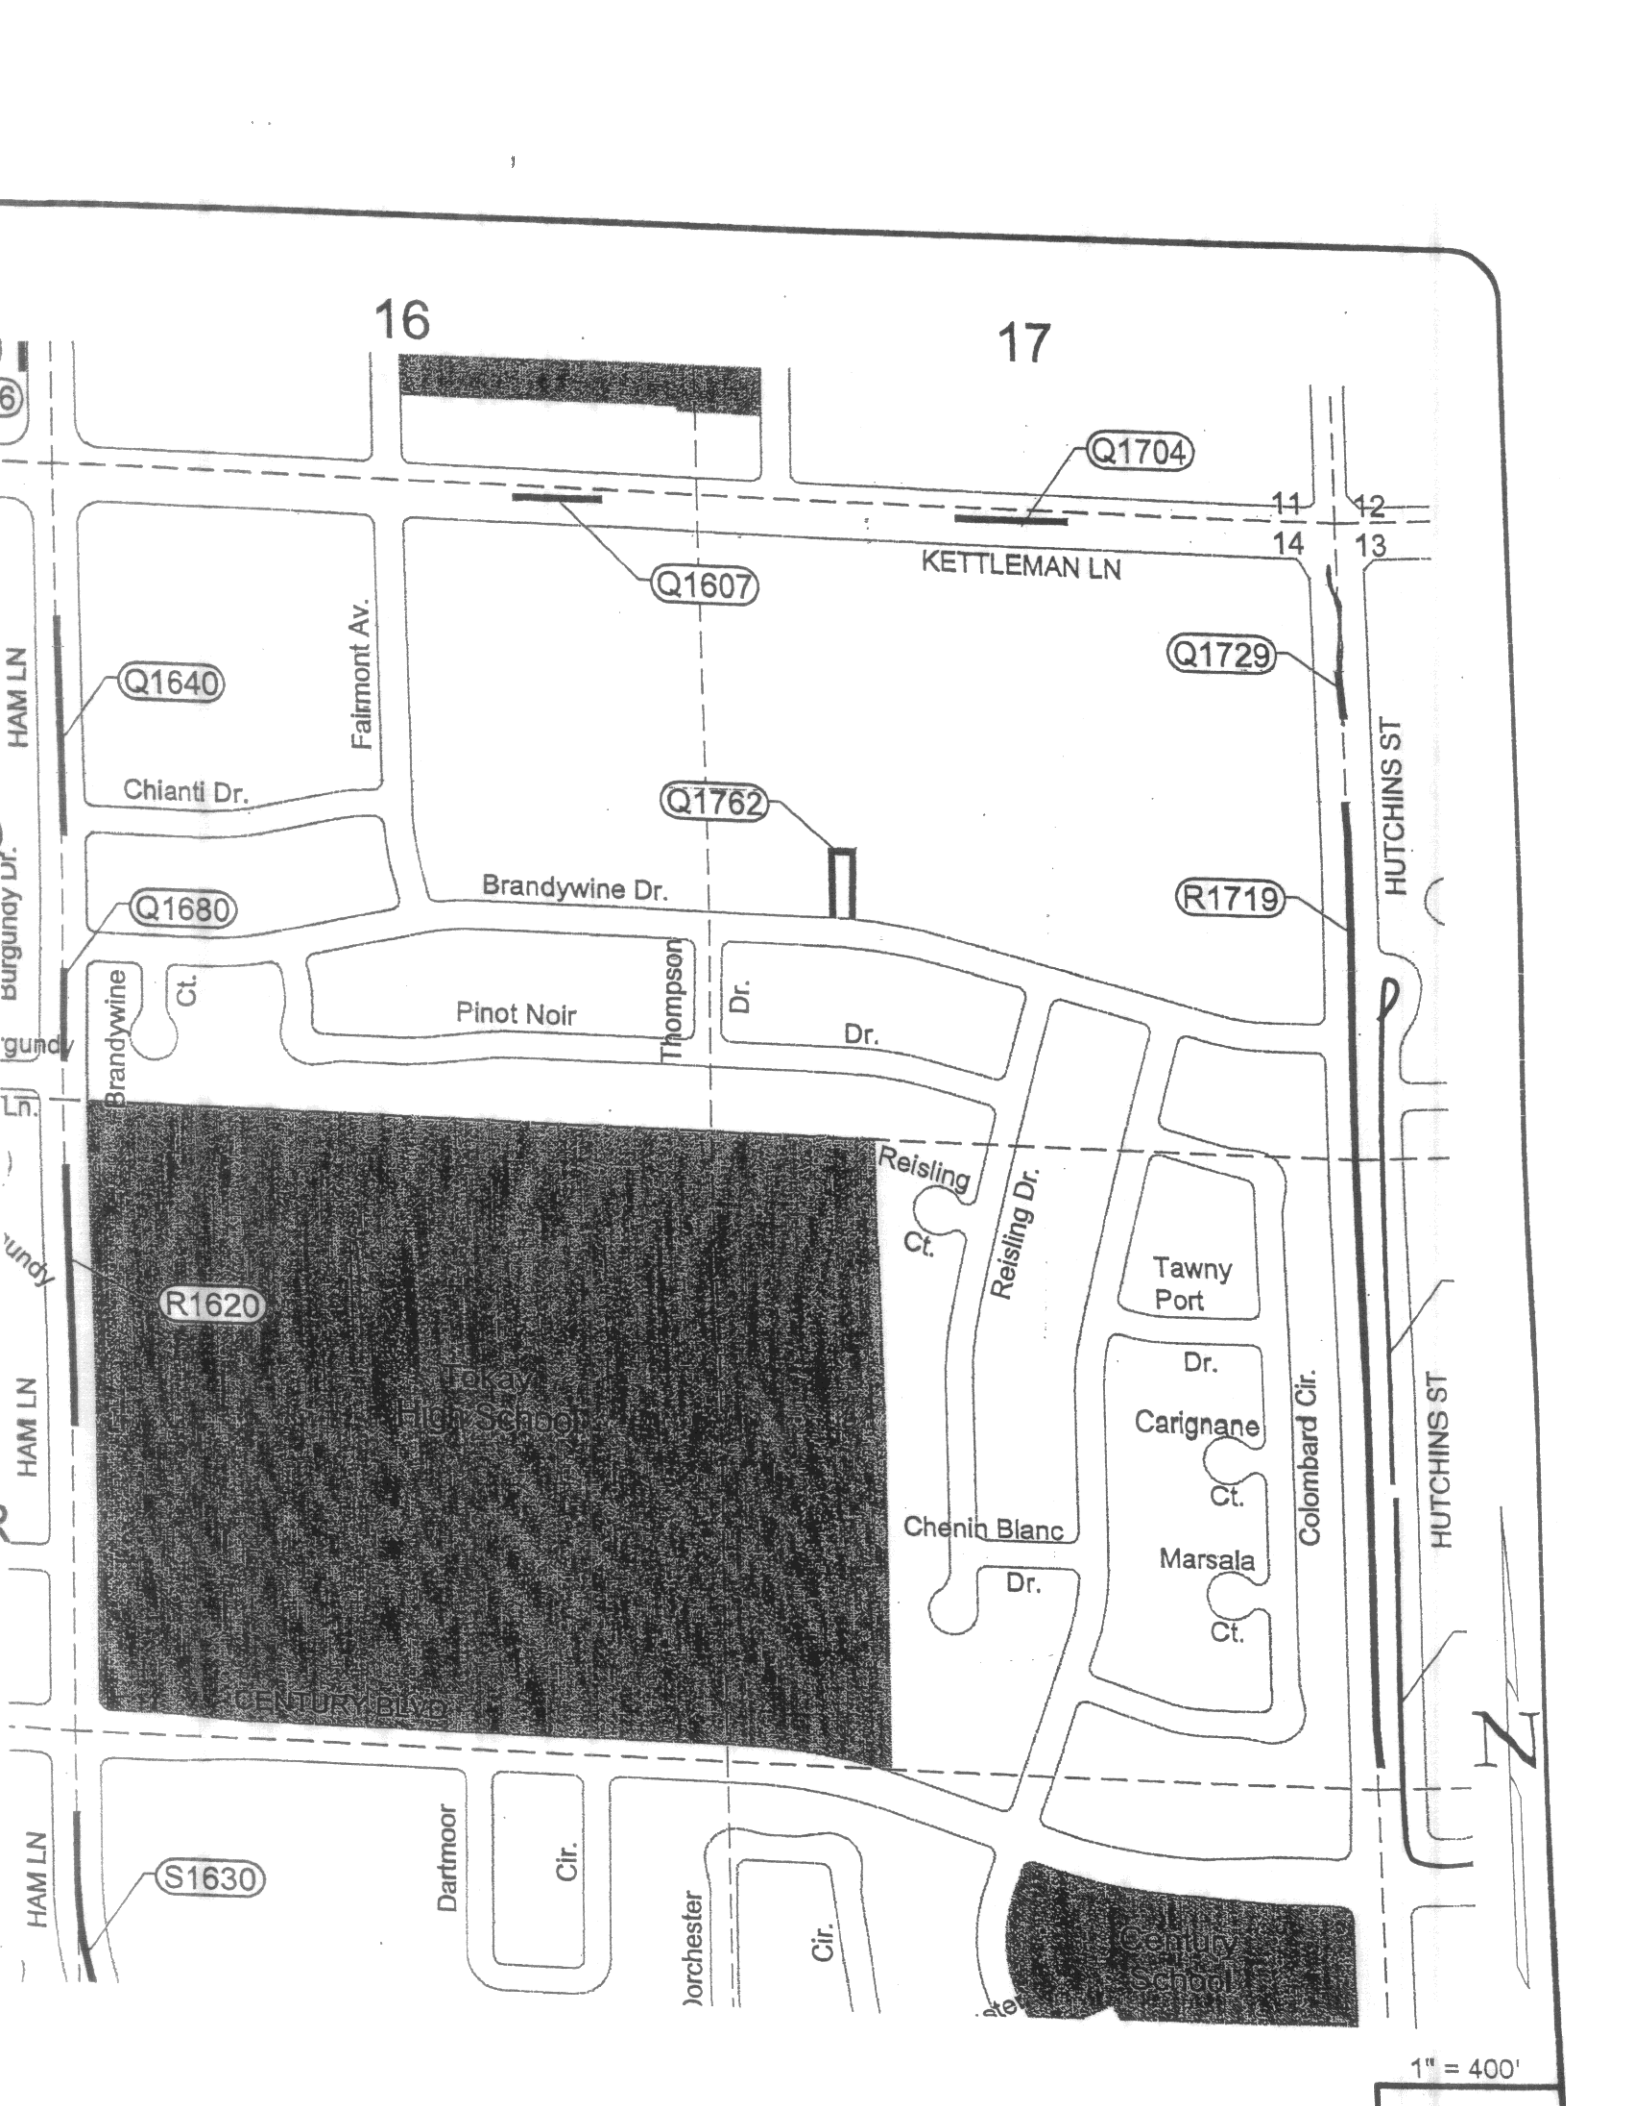 16
17
6
Q1704
11
12
14
13
KETTLEMAN LN
Q1607
Fairmont Av.
HAM LN
Q1640
Q1729
HUTCHINS ST
Chianti Dr.
Q1762
Brandywine Dr.
R1719
Q1680
Burgundy Dr.
Brandywine
Ct.
Pinot Noir
Thompson
Dr.
Dr.
Ln.
Reisling
Ct.
Reisling Dr.
Tawny
Port
Dr.
R1620
Tokay
High School
HAM LN
Carignane
Ct.
Colombard Cir.
HUTCHINS ST
Chenin Blanc
Dr.
Marsala
Ct.
CENTURY BLVD
N
HAM LN
S1630
Dartmoor
Cir.
Cir.
Century
School
1" = 400'